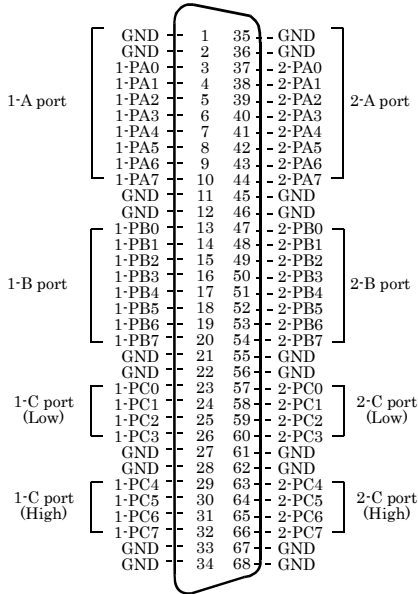 GND 1 35 GND
GND 2 36 GND
1-PA0 3 37 2-PA0
1-PA1 4 38 2-PA1
1-A port 1-PA2 5 39 2-PA2 2-A port
1-PA3 6 40 2-PA3
1-PA4 7 41 2-PA4
1-PA5 8 42 2-PA5
1-PA6 9 43 2-PA6
1-PA7 10 44 2-PA7
GND 11 45 GND
GND 12 46 GND
1-PB0 13 47 2-PB0
1-PB1 14 48 2-PB1
1-PB2 15 49 2-PB2
1-B port 1-PB3 16 50 2-PB3 2-B port
1-PB4 17 51 2-PB4
1-PB5 18 52 2-PB5
1-PB6 19 53 2-PB6
1-PB7 20 54 2-PB7
GND 21 55 GND
GND 22 56 GND
1-PC0 23 57 2-PC0
1-C port 1-PC1 24 58 2-PC1 2-C port
(Low) 1-PC2 25 59 2-PC2 (Low)
1-PC3 26 60 2-PC3
GND 27 61 GND
GND 28 62 GND
1-PC4 29 63 2-PC4
1-C port 1-PC5 30 64 2-PC5 2-C port
(High) 1-PC6 31 65 2-PC6 (High)
1-PC7 32 66 2-PC7
GND 33 67 GND
GND 34 68 GND